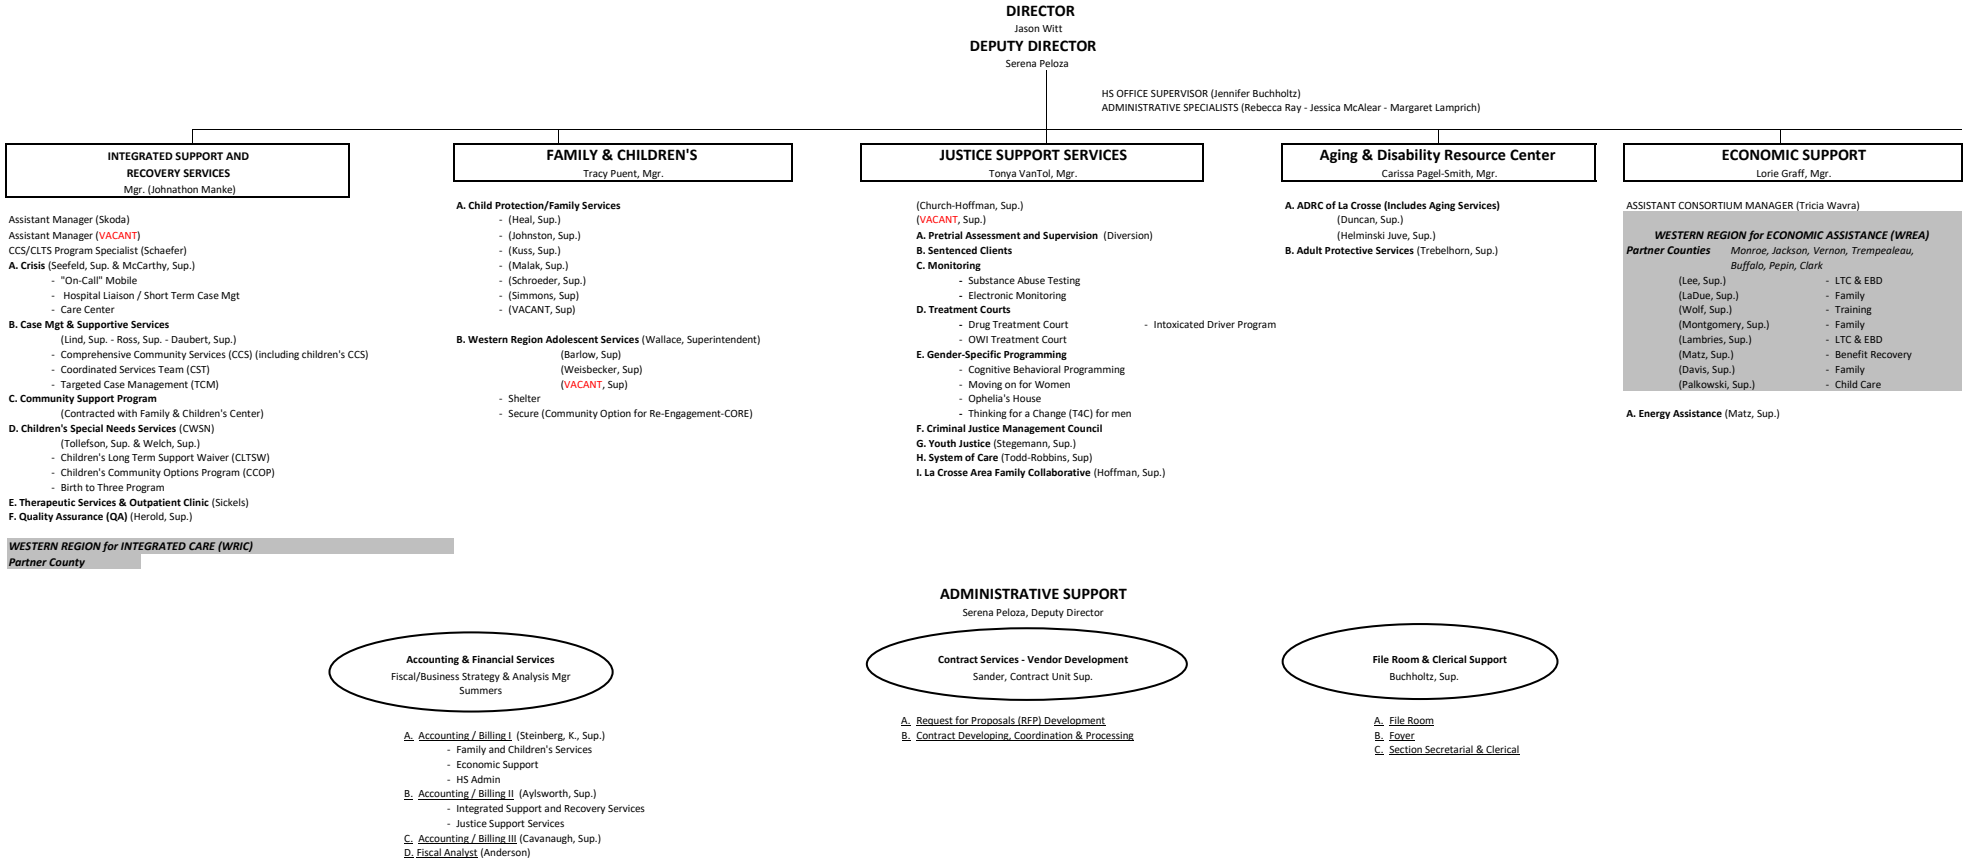 DIRECTOR
Jason Witt
DEPUTY DIRECTOR
Serena Peloza
HS OFFICE SUPERVISOR (Jennifer Buchholtz)
ADMINISTRATIVE SPECIALISTS (Rebecca Ray - Jessica McAlear - Margaret Lamprich)
INTEGRATED SUPPORT AND
RECOVERY SERVICES
Mgr. (Johnathon Manke)
Assistant Manager (Skoda)
Assistant Manager (VACANT)
CCS/CLTS Program Specialist (Schaefer)
A. Crisis (Seefeld, Sup. & McCarthy, Sup.)
- "On-Call" Mobile
- Hospital Liaison / Short Term Case Mgt
- Care Center
B. Case Mgt & Supportive Services
(Lind, Sup. - Ross, Sup. - Daubert, Sup.)
- Comprehensive Community Services (CCS) (including children's CCS)
- Coordinated Services Team (CST)
- Targeted Case Management (TCM)
C. Community Support Program
(Contracted with Family & Children's Center)
D. Children's Special Needs Services (CWSN)
(Tollefson, Sup. & Welch, Sup.)
- Children's Long Term Support Waiver (CLTSW)
- Children's Community Options Program (CCOP)
- Birth to Three Program
E. Therapeutic Services & Outpatient Clinic (Sickels)
F. Quality Assurance (QA) (Herold, Sup.)
WESTERN REGION for INTEGRATED CARE (WRIC)
Partner County
FAMILY & CHILDREN'S
Tracy Puent, Mgr.
A. Child Protection/Family Services
- (Heal, Sup.)
- (Johnston, Sup.)
- (Kuss, Sup.)
- (Malak, Sup.)
- (Schroeder, Sup.)
- (Simmons, Sup)
- (VACANT, Sup)
B. Western Region Adolescent Services (Wallace, Superintendent)
(Barlow, Sup)
(Weisbecker, Sup)
(VACANT, Sup)
- Shelter
- Secure (Community Option for Re-Engagement-CORE)
JUSTICE SUPPORT SERVICES
Tonya VanTol, Mgr.
(Church-Hoffman, Sup.)
(VACANT, Sup.)
A. Pretrial Assessment and Supervision (Diversion)
B. Sentenced Clients
C. Monitoring
- Substance Abuse Testing
- Electronic Monitoring
D. Treatment Courts
- Drug Treatment Court - Intoxicated Driver Program
- OWI Treatment Court
E. Gender-Specific Programming
- Cognitive Behavioral Programming
- Moving on for Women
- Ophelia's House
- Thinking for a Change (T4C) for men
F. Criminal Justice Management Council
G. Youth Justice (Stegemann, Sup.)
H. System of Care (Todd-Robbins, Sup)
I. La Crosse Area Family Collaborative (Hoffman, Sup.)
Aging & Disability Resource Center
Carissa Pagel-Smith, Mgr.
A. ADRC of La Crosse (Includes Aging Services)
(Duncan, Sup.)
(Helminski Juve, Sup.)
B. Adult Protective Services (Trebelhorn, Sup.)
ECONOMIC SUPPORT
Lorie Graff, Mgr.
ASSISTANT CONSORTIUM MANAGER (Tricia Wavra)
WESTERN REGION for ECONOMIC ASSISTANCE (WREA)
Partner Counties Monroe, Jackson, Vernon, Trempealeau,
Buffalo, Pepin, Clark
(Lee, Sup.) - LTC & EBD
(LaDue, Sup.) - Family
(Wolf, Sup.) - Training
(Montgomery, Sup.) - Family
(Lambries, Sup.) - LTC & EBD
(Matz, Sup.) - Benefit Recovery
(Davis, Sup.) - Family
(Palkowski, Sup.) - Child Care
A. Energy Assistance (Matz, Sup.)
ADMINISTRATIVE SUPPORT
Serena Peloza, Deputy Director
Accounting & Financial Services
Fiscal/Business Strategy & Analysis Mgr
Summers
A. Accounting / Billing I (Steinberg, K., Sup.)
- Family and Children's Services
- Economic Support
- HS Admin
B. Accounting / Billing II (Aylsworth, Sup.)
- Integrated Support and Recovery Services
- Justice Support Services
C. Accounting / Billing III (Cavanaugh, Sup.)
D. Fiscal Analyst (Anderson)
Contract Services - Vendor Development
Sander, Contract Unit Sup.
A. Request for Proposals (RFP) Development
B. Contract Developing, Coordination & Processing
File Room & Clerical Support
Buchholtz, Sup.
A. File Room
B. Foyer
C. Section Secretarial & Clerical